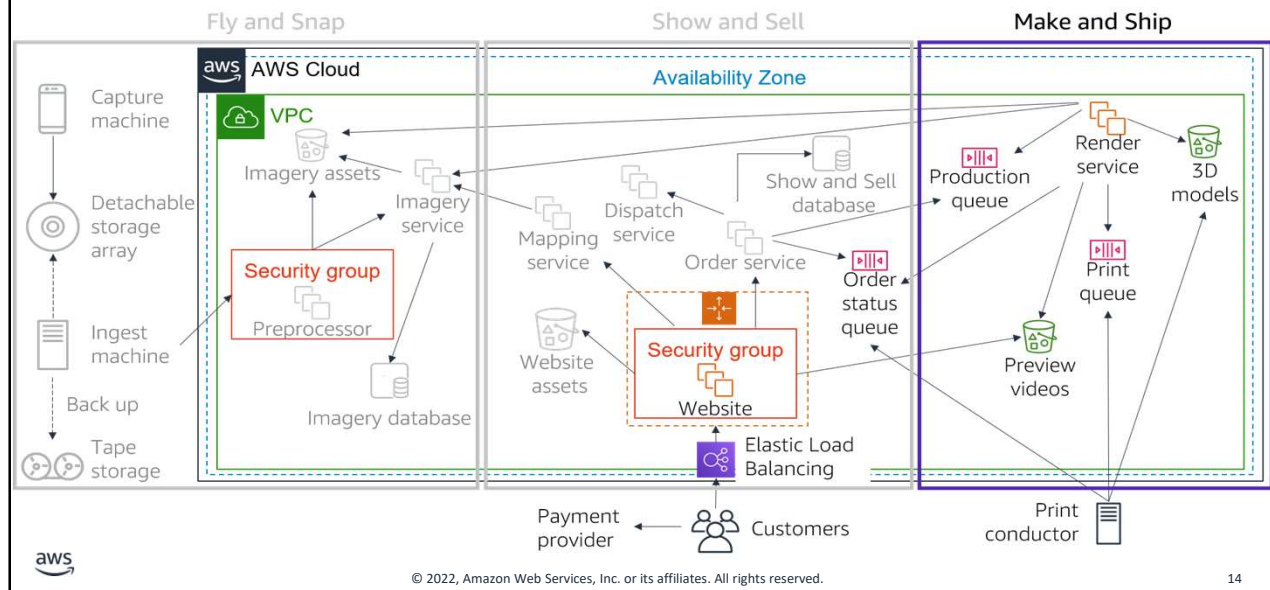 Fly and Snap
Show and Sell
Make and Ship
aws
AWS Cloud
Availability Zone
VPC
Capture
machine
Detachable
storage
array
Ingest
machine
Back up
Tape
storage
Imagery assets
Imagery
service
Security group
Preprocessor
Imagery database
Mapping
service
Dispatch
service
Order service
Show and Sell
database
Website
assets
Security group
Website
Order
status
queue
Elastic Load
Balancing
Payment
provider
Customers
Production
queue
Render
service
3D
models
Print
queue
Preview
videos
Print
conductor
aws
© 2022, Amazon Web Services, Inc. or its affiliates. All rights reserved.
14